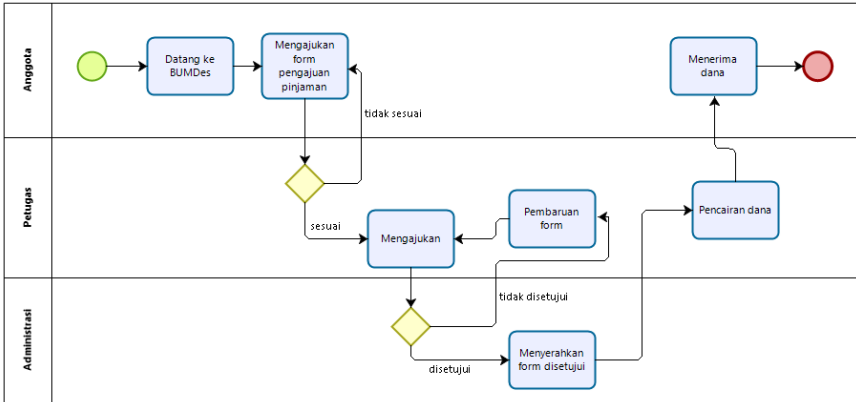 Anggota
Datang ke
BUMDes
Mengajukan
form
pengajuan
pinjaman
Menerima
dana
tidak sesuai
Petugas
sesuai
Mengajukan
Pembaruan
form
Pencairan dana
tidak disetujui
Administrasi
disetujui
Menyerahkan
form disetujui